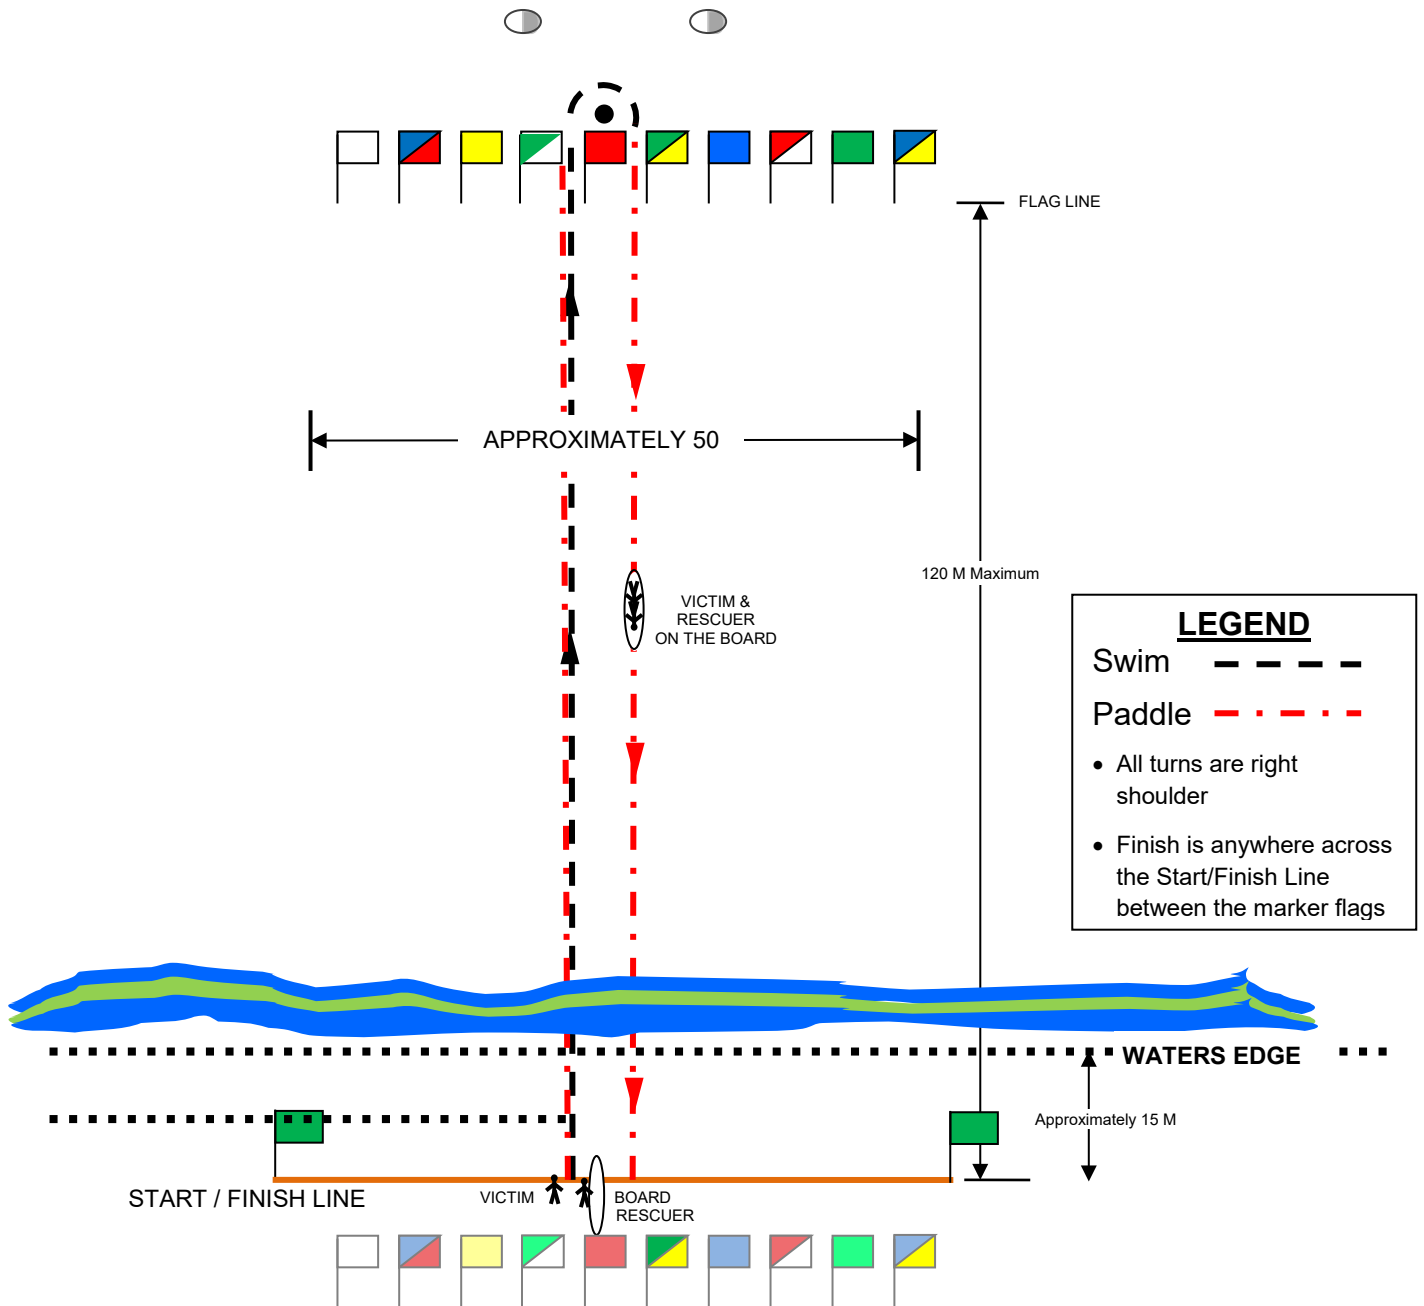 FLAG LINE
APPROXIMATELY 50
120 M Maximum
VICTIM &
RESCUER
ON THE BOARD
LEGEND
Swim
Paddle
• All turns are right
shoulder
• Finish is anywhere across
the Start/Finish Line
between the marker flags
WATERS EDGE
Approximately 15 M
START / FINISH LINE
VICTIM
BOARD
RESCUER